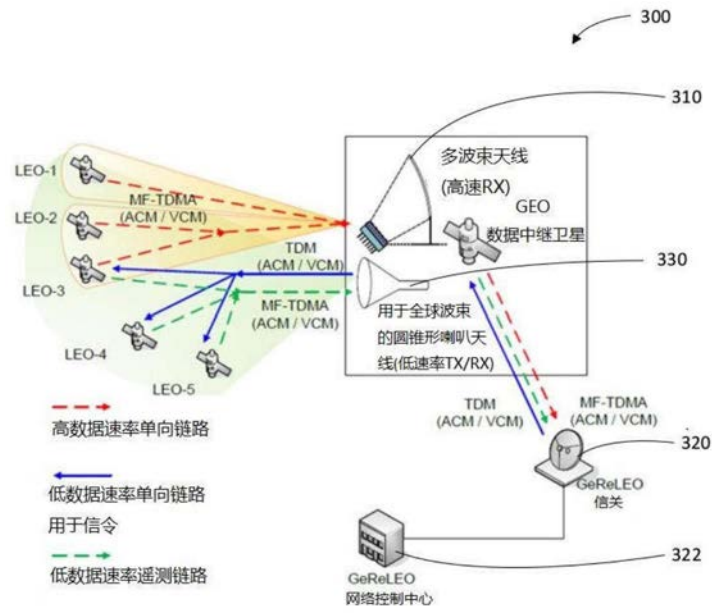 300
310
多波束天线
(高速RX)
GEO
数据中继卫星
LEO-1
LEO-2
LEO-3
LEO-4
LEO-5
MF-TDMA
(ACM / VCM)
TDM
(ACM / VCM)
MF-TDMA
(ACM / VCM)
330
用于全球波束
的圆锥形喇叭天
线(低速率TX/RX)
TDM
(ACM / VCM)
MF-TDMA
(ACM / VCM)
320
GeReLEO
信关
322
GeReLEO
网络控制中心
高数据速率单向链路
低数据速率单向链路
用于信令
低数据速率遥测链路